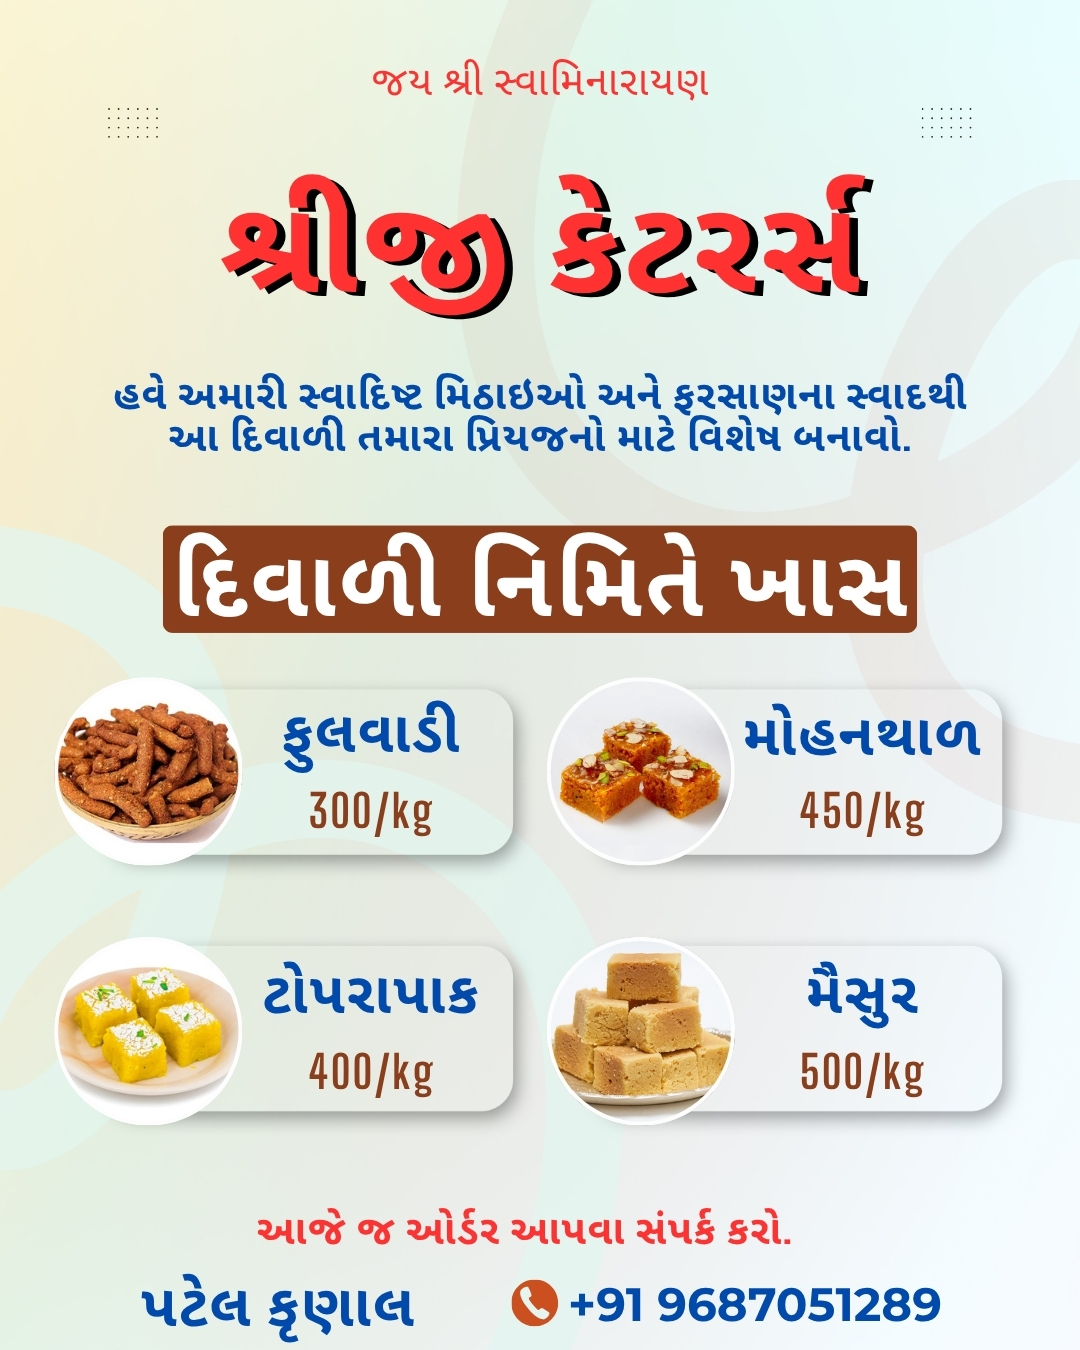 જય શ્રી સ્વામિનારાયણ
શ્રીજી કેટરર્સ
હવે અમારી સ્વાદિષ્ટ મિઠાઇઓ અને ફરસાણના સ્વાદથી
આ દિવાળી તમારા પ્રિયજનો માટે વિશેષ બનાવો.
દિવાળી નિમિતે ખાસ
ફુલવાડી
300/kg
મોહનથાળ
450/kg
ટોપરાપાક
400/kg
મૈસુર
500/kg
આજે જ ઓર્ડર આપવા સંપર્ક કરો.
પટેલ કૃણાલ
+91 9687051289